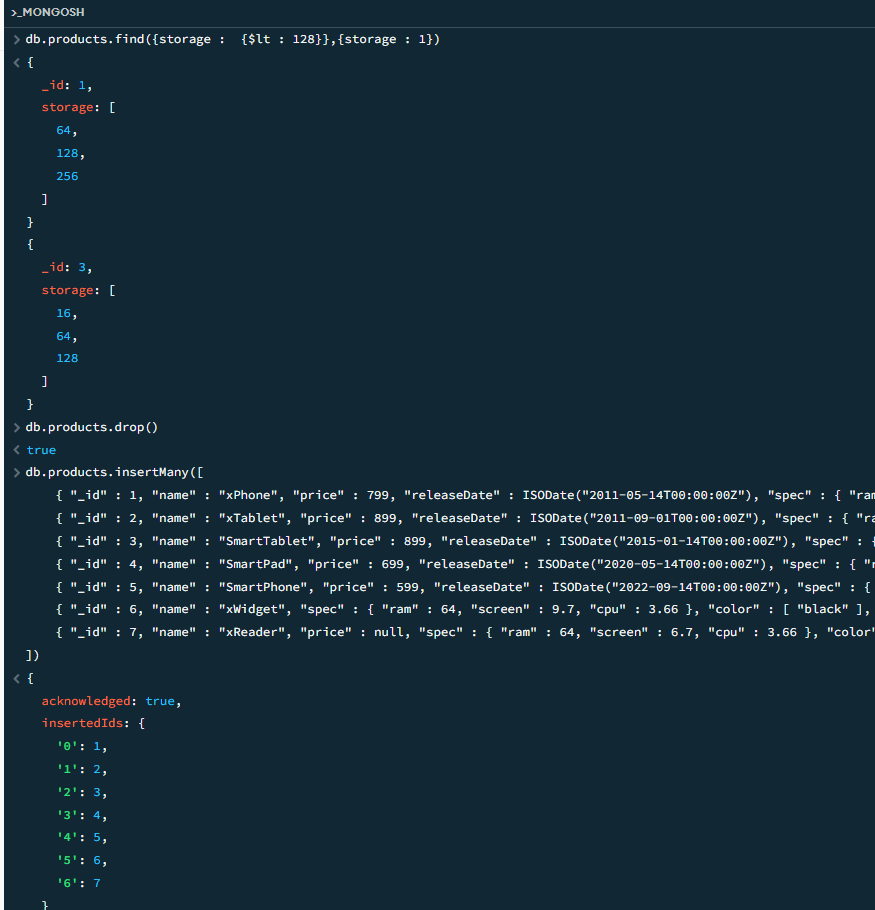 >_MONGOSH
> db.products.find({storage :  {$lt : 128}},{storage : 1})
< {
_id: 1,
storage: [
64,
128,
256
]
}
{
_id: 3,
storage: [
16,
64,
128
]
}
> db.products.drop()
< true
> db.products.insertMany([
{ "_id" : 1, "name" : "xPhone", "price" : 799, "releaseDate" : ISODate("2011-05-14T00:00:00Z"), "spec" : { "ram
{ "_id" : 2, "name" : "xTablet", "price" : 899, "releaseDate" : ISODate("2011-09-01T00:00:00Z"), "spec" : { "ra
{ "_id" : 3, "name" : "SmartTablet", "price" : 899, "releaseDate" : ISODate("2015-01-14T00:00:00Z"), "spec" : {
{ "_id" : 4, "name" : "SmartPad", "price" : 699, "releaseDate" : ISODate("2020-05-14T00:00:00Z"), "spec" : { "r
{ "_id" : 5, "name" : "SmartPhone", "price" : 599, "releaseDate" : ISODate("2022-09-14T00:00:00Z"), "spec" : {
{ "_id" : 6, "name" : "xWidget", "spec" : { "ram" : 64, "screen" : 9.7, "cpu" : 3.66 }, "color" : [ "black" ],
{ "_id" : 7, "name" : "xReader", "price" : null, "spec" : { "ram" : 64, "screen" : 6.7, "cpu" : 3.66 }, "color"
])
< {
acknowledged: true,
insertedIds: {
'0': 1,
'1': 2,
'2': 3,
'3': 4,
'4': 5,
'5': 6,
'6': 7
}